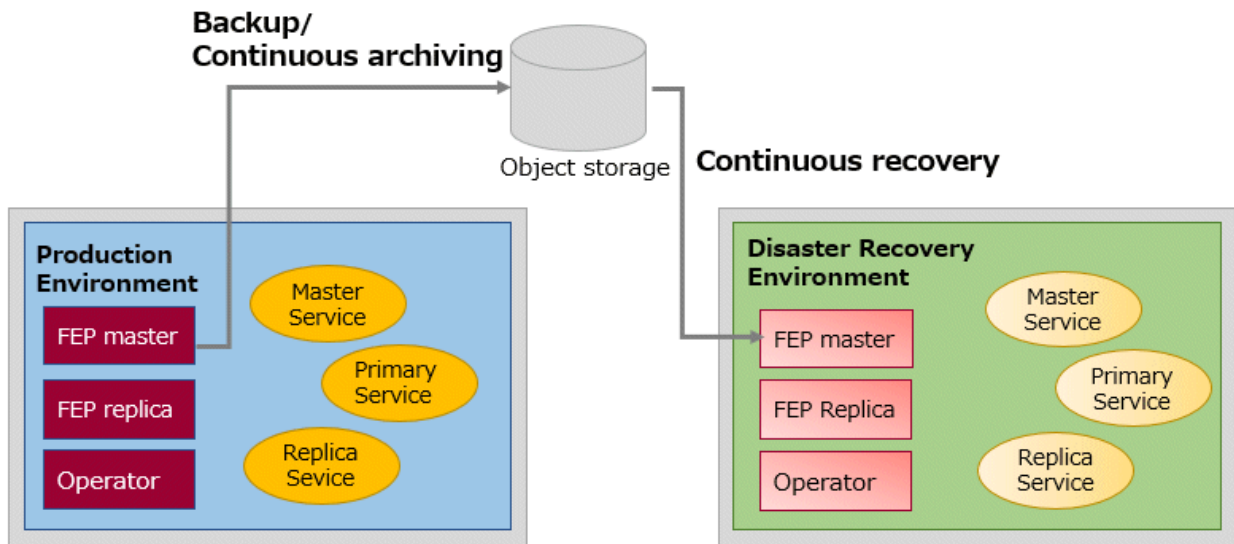 Backup/
Continuous archiving
Object storage
Continuous recovery
Production
Environment
FEP master
FEP replica
Operator
Master
Service
Primary
Service
Replica
Sevice
Disaster Recovery
Environment
FEP master
FEP Replica
Operator
Master
Service
Primary
Service
Replica
Service